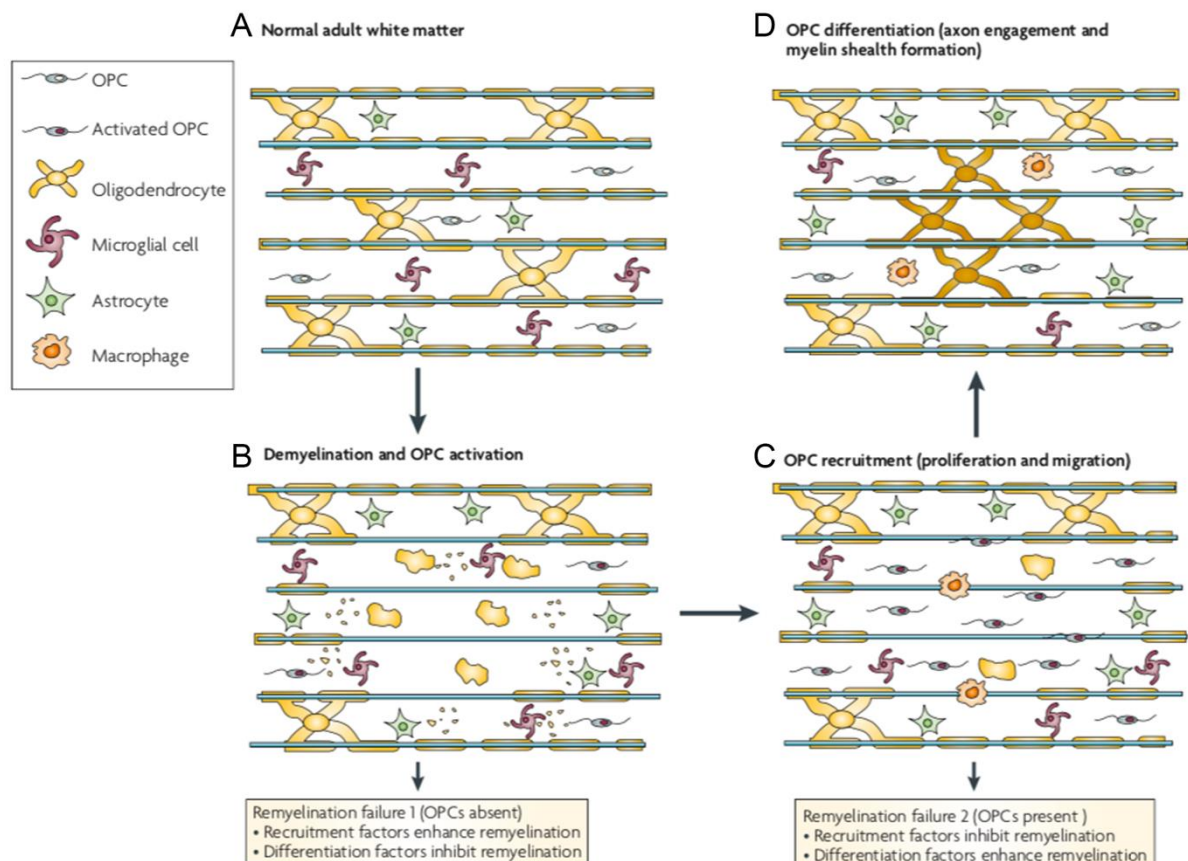 A Normal adult white matter
OPC
Activated OPC
Oligodendrocyte
Microglial cell
Astrocyte
Macrophage
B Demyelination and OPC activation
Remyelination failure 1 (OPCs absent)
• Recruitment factors enhance remyelination
• Differentiation factors inhibit remyelination
C OPC recruitment (proliferation and migration)
Remyelination failure 2 (OPCs present )
• Recruitment factors inhibit remyelination
• Differentiation factors enhance remyelination
D OPC differentiation (axon engagement and
myelin shealth formation)